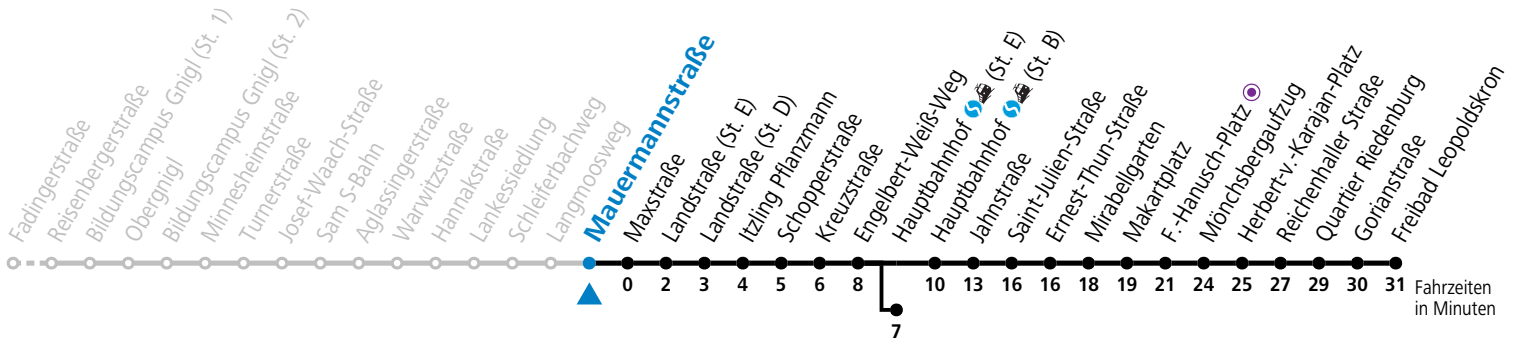 Fadingerstraße
Reisenbergerstraße
Bildungscampus Gnigl (St. 1)
Obergnigl
Bildungscampus Gnigl (St. 2)
Minnesheimstraße
Turnerstraße
Josef-Waach-Straße
Sam S-Bahn
Aglassingerstraße
Warwitzstraße
Hannakstraße
Lankessiedlung
Schleiferbachweg
Langmoosweg
Mauermannstraße
Maxstraße
Landstraße (St. E)
Landstraße (St. D)
Itzling Pflanzmann
Schopperstraße
Kreuzstraße
Engelbert-Weiß-Weg
Hauptbahnhof (St. E)
Hauptbahnhof (St. B)
Jahnstraße
Saint-Julien-Straße
Ernest-Thun-Straße
Mirabellgarten
Makartplatz
F.-Hanusch-Platz
Mönchsbergaufzug
Herbert-v.-Karajan-Platz
Reichenhaller Straße
Quartier Riedenburg
Gorianstraße
Freibad Leopoldskron
0 2 3 4 5 6 8 10 13 16 16 18 19 21 24 25 27 29 30 31
7
Fahrzeiten
in Minuten